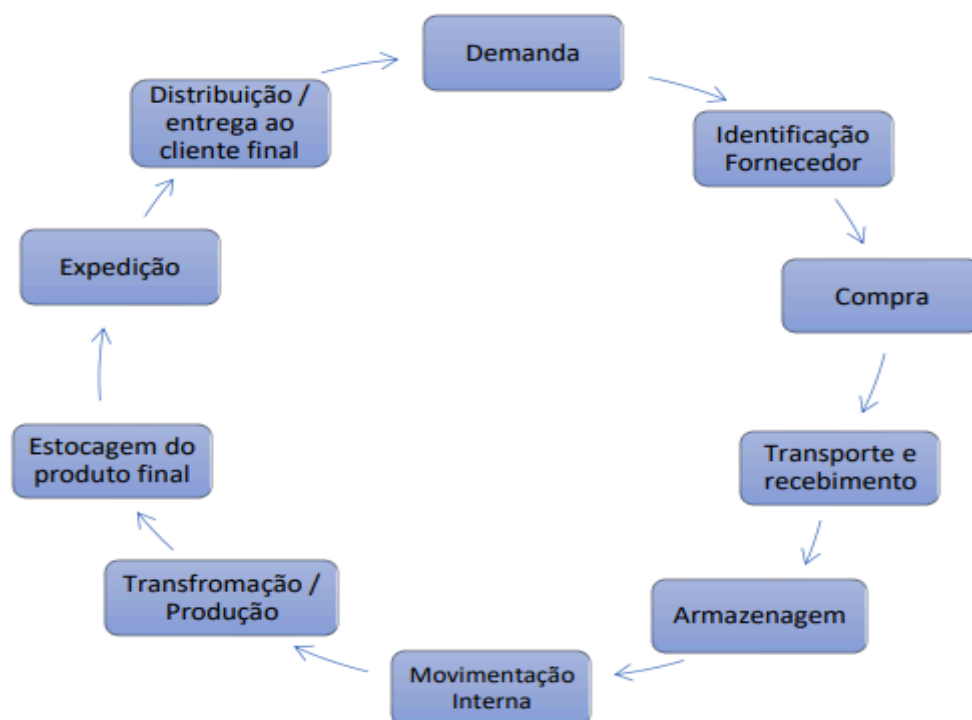 Demanda
Identificação
Fornecedor
Compra
Transporte e
recebimento
Armazenagem
Movimentação
Interna
Transfromação /
Produção
Estocagem do
produto final
Expedição
Distribuição /
entrega ao
cliente final